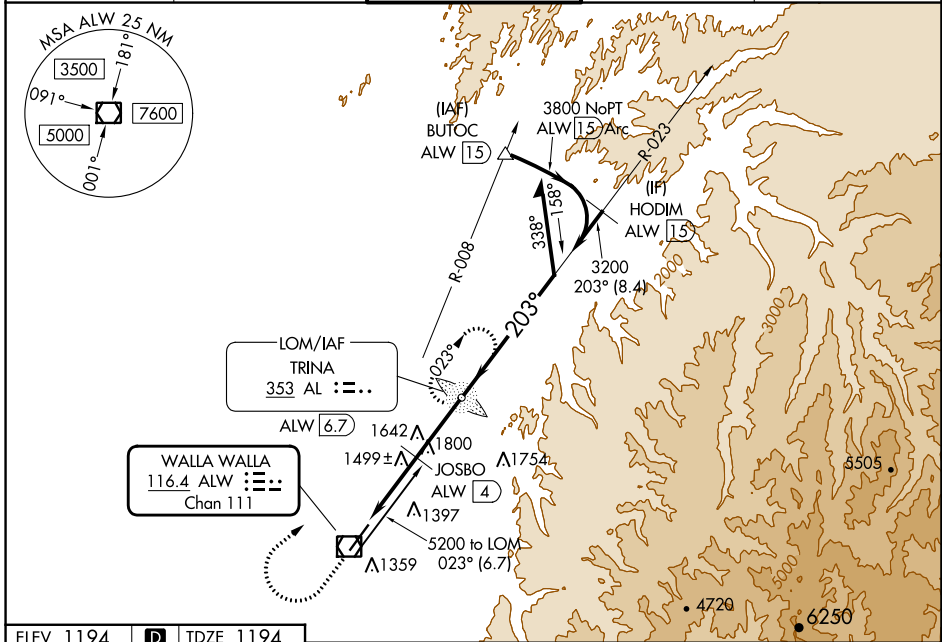 MSA ALW 25 NM
181°
3500
091°
7600
5000
001°
(IAF)
BUTOC
ALW 15
3800 NoPT
ALW 15 Arc
R-023
(IF)
HODIM
ALW 15
338°
158°
3200
203° (8.4)
R-008
2000
3000
203°
023°
LOM/IAF
TRINA
353 AL
ALW 6.7
1642
1800
1499±
JOSBO
ALW 4
1754
5505
WALLA WALLA
116.4 ALW
Chan 111
1397
5200 to LOM
023° (6.7)
1359
5000
4720
6250
ELEV 1194
D
TDZE 1194